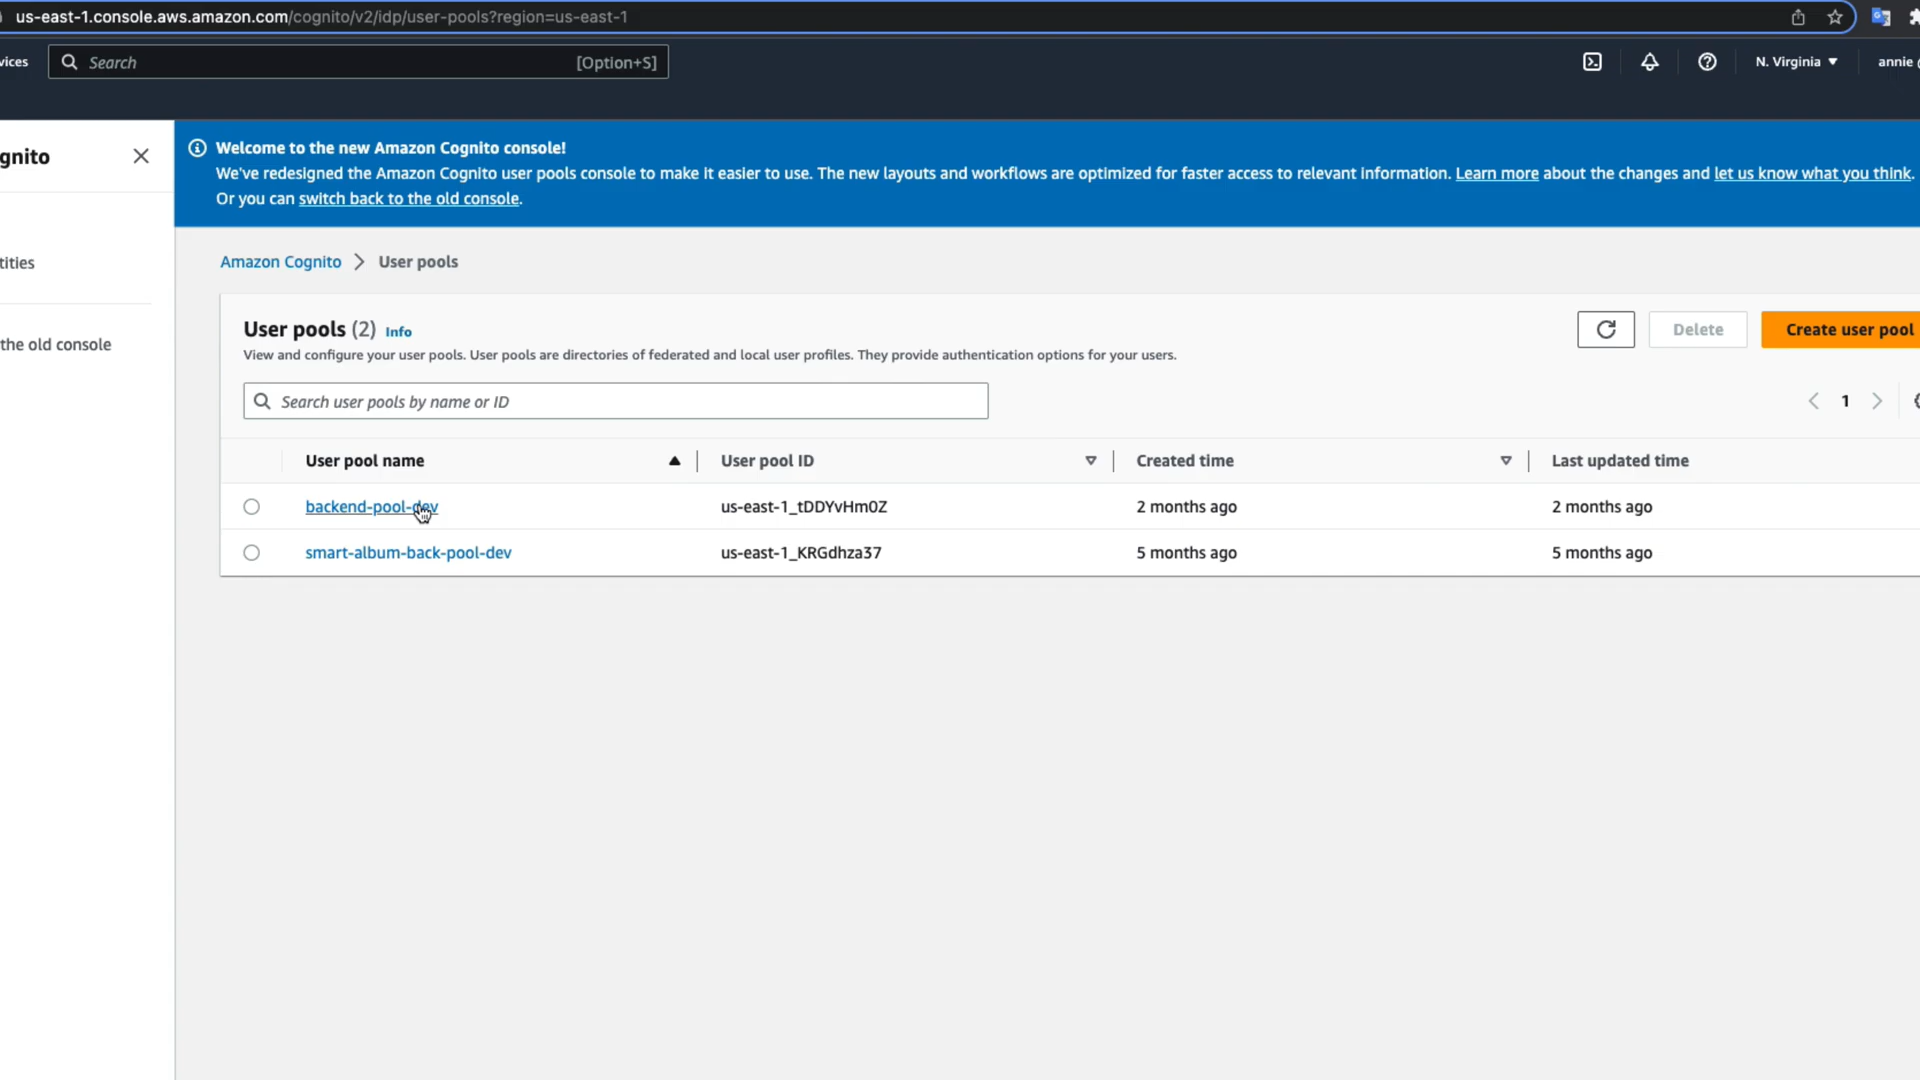 us-east-1.console.aws.amazon.com/cognito/v2/idp/user-pools?region=us-east-1
vices
Search
[Option+S]
N. Virginia
annie
gnito
Welcome to the new Amazon Cognito console!
We've redesigned the Amazon Cognito user pools console to make it easier to use. The new layouts and workflows are optimized for faster access to relevant information. Learn more about the changes and let us know what you think.
Or you can switch back to the old console.
tities
the old console
Amazon Cognito > User pools
User pools (2) Info
View and configure your user pools. User pools are directories of federated and local user profiles. They provide authentication options for your users.
Delete
Create user pool
Search user pools by name or ID
1
User pool name
User pool ID
Created time
Last updated time
backend-pool-dev
us-east-1_tDDYvHm0Z
2 months ago
2 months ago
smart-album-back-pool-dev
us-east-1_KRGdhza37
5 months ago
5 months ago